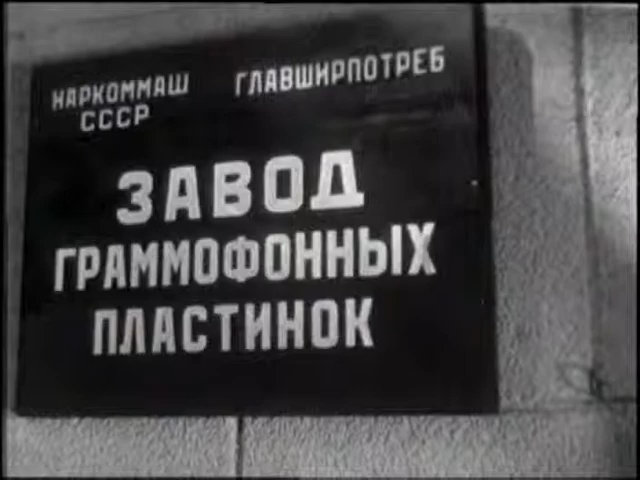 НАРКОММАШ ГЛАВШИРПОТРЕБ
СССР
ЗАВОД
ГРАММОФОННЫХ
ПЛАСТИНОК